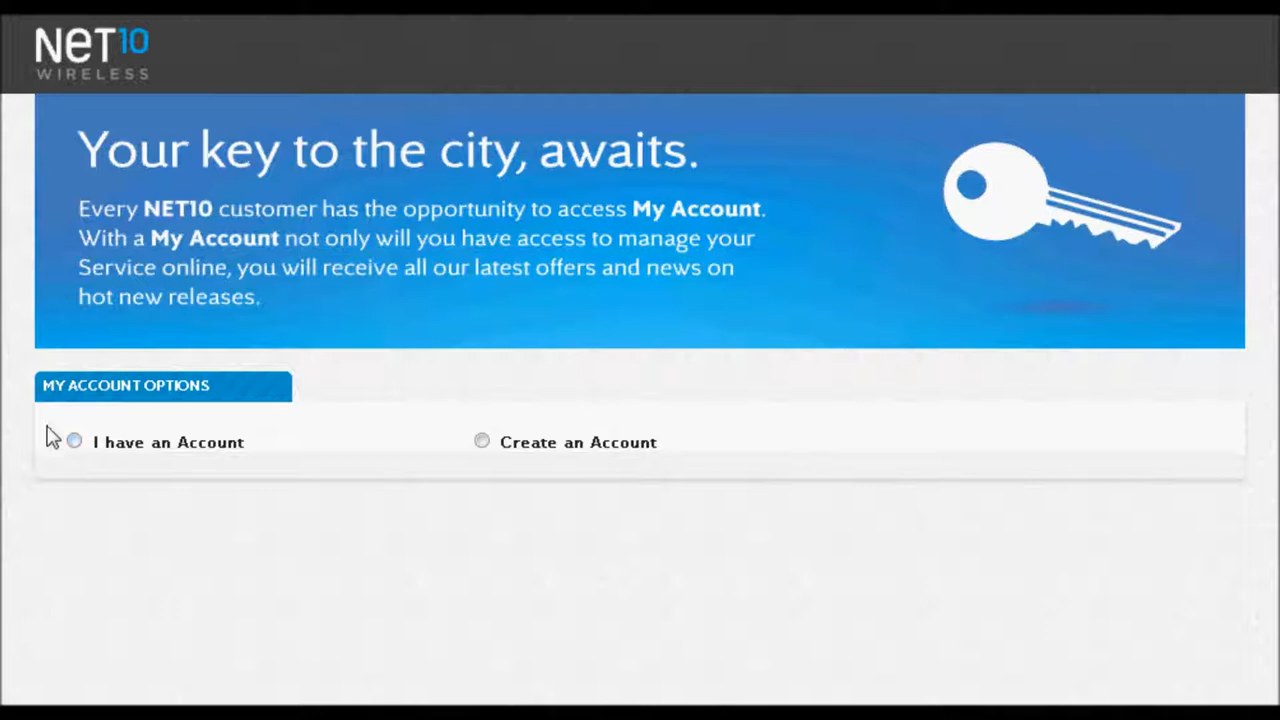 NET10
WIRELESS
Your key to the city, awaits.
Every NET10 customer has the opportunity to access My Account.
With a My Account not only will you have access to manage your
Service online, you will receive all our latest offers and news on
hot new releases.
MY ACCOUNT OPTIONS
I have an Account
Create an Account